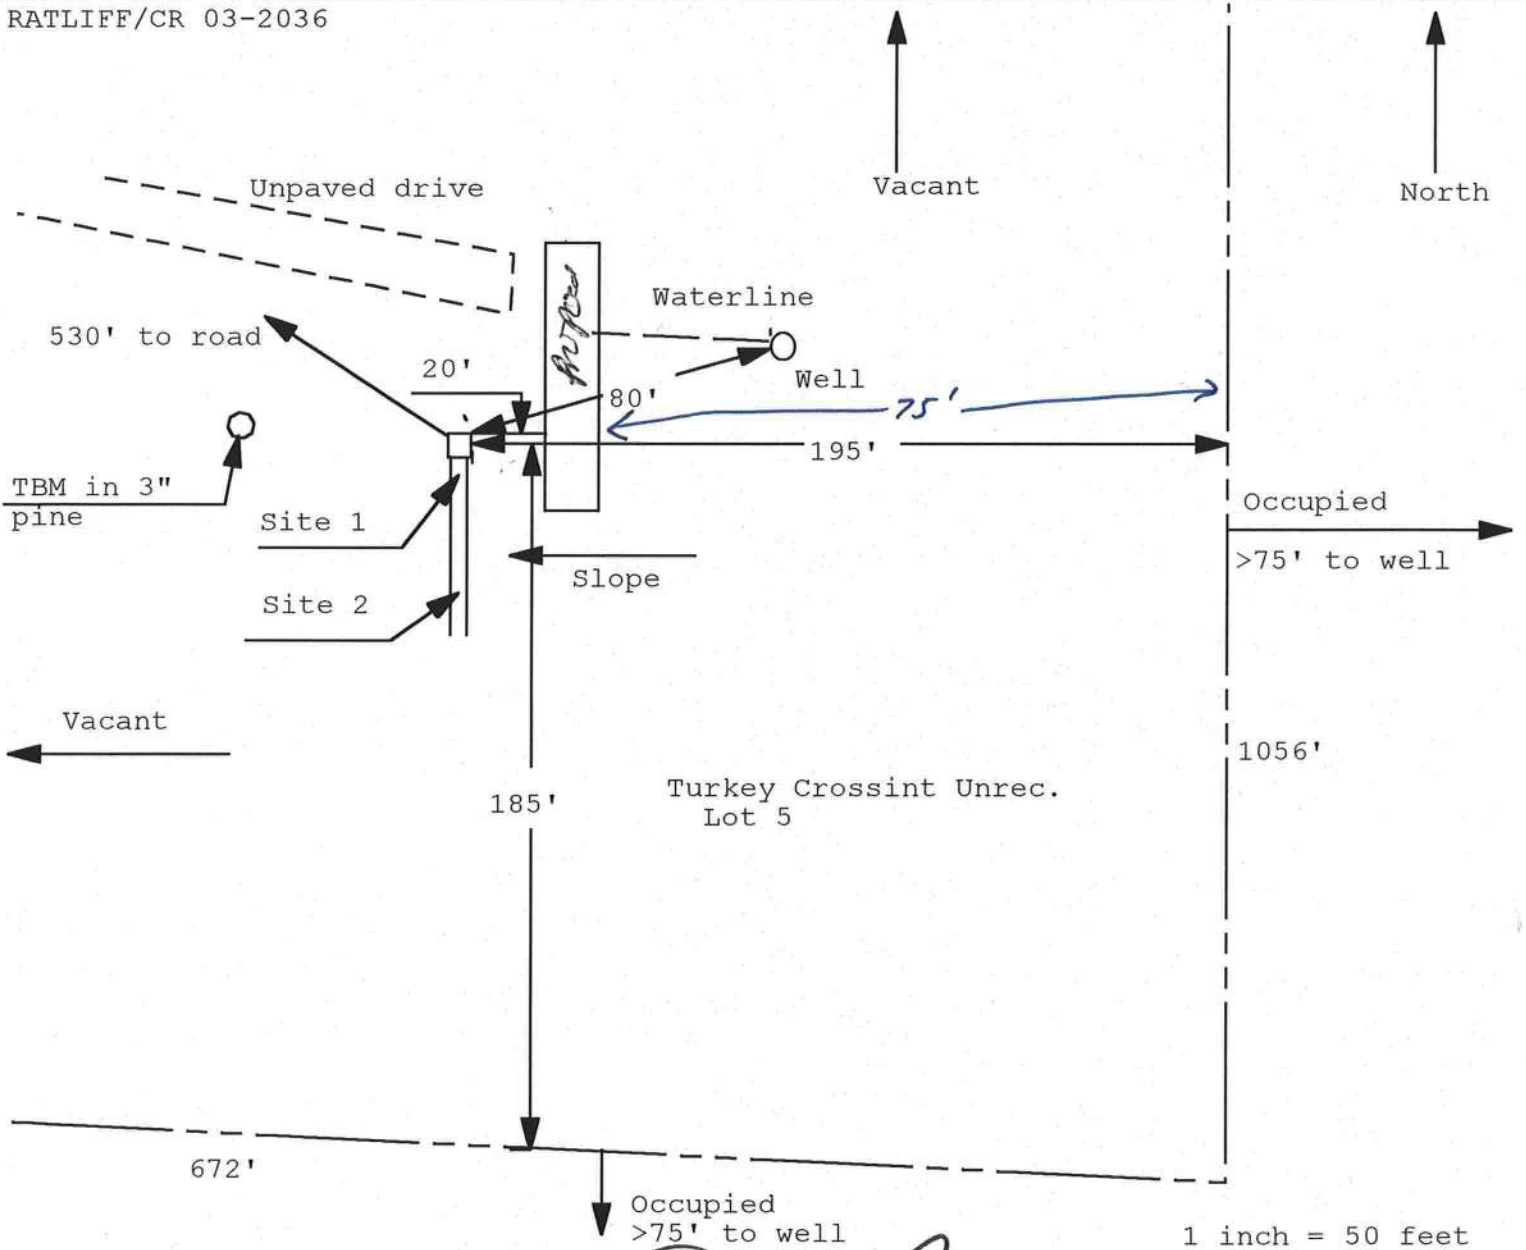 RATLIFF/CR 03-2036
Vacant
North
Unpaved drive
Waterline
530' to road
20'
Well
80'
75'
195'
TBM in 3"
pine
Site 1
Occupied
>75' to well
Slope
Site 2
Vacant
1056'
185'
Turkey Crossint Unrec.
Lot 5
672'
Occupied
>75' to well
1 inch = 50 feet